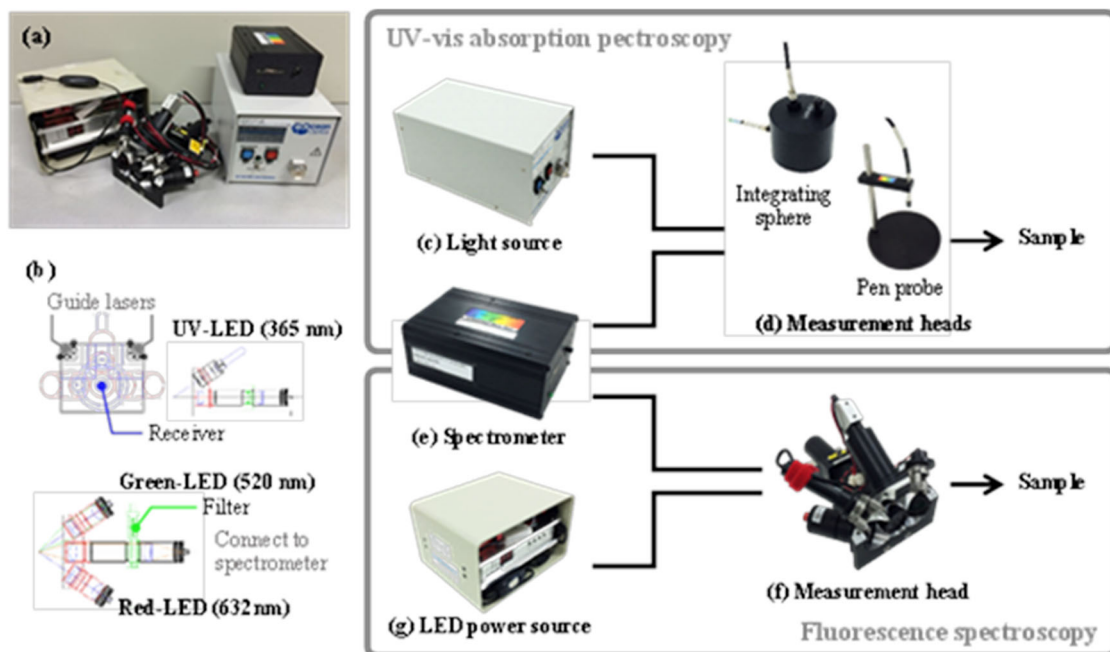 (a)
UV-vis absorption pectroscopy
(c) Light source
Integrating
sphere
Pen probe
Sample
(d) Measurement heads
(b)
Guide lasers
UV-LED (365 nm)
Receiver
(e) Spectrometer
Green-LED (520 nm)
Filter
Connect to
spectrometer
Red-LED (632 nm)
(g) LED power source
(f) Measurement head
Sample
Fluorescence spectroscopy